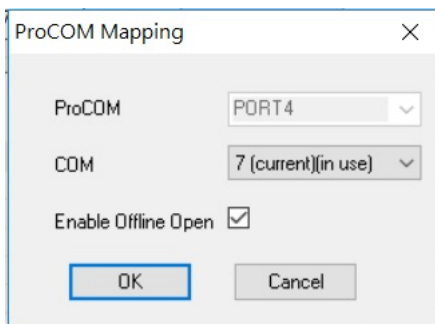 ProCOM Mapping
ProCOM PORT4
COM 7 (current)(in use)
Enable Offline Open
OK Cancel